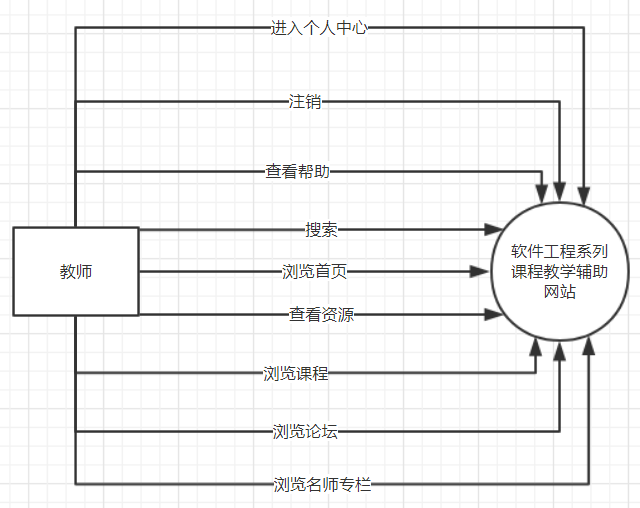 进入个人中心
注销
查看帮助
搜索
教师
浏览首页
软件工程系列
课程教学辅助
网站
查看资源
浏览课程
浏览论坛
浏览名师专栏